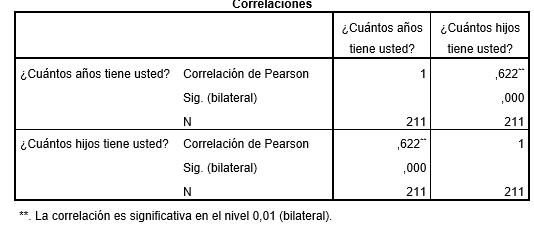 Correlaciones
¿Cuántos años tiene usted? ¿Cuántos hijos tiene usted?
¿Cuántos años tiene usted? Correlación de Pearson 1 ,622**
Sig. (bilateral) ,000
N 211 211
¿Cuántos hijos tiene usted? Correlación de Pearson ,622** 1
Sig. (bilateral) ,000
N 211 211
**. La correlación es significativa en el nivel 0,01 (bilateral).